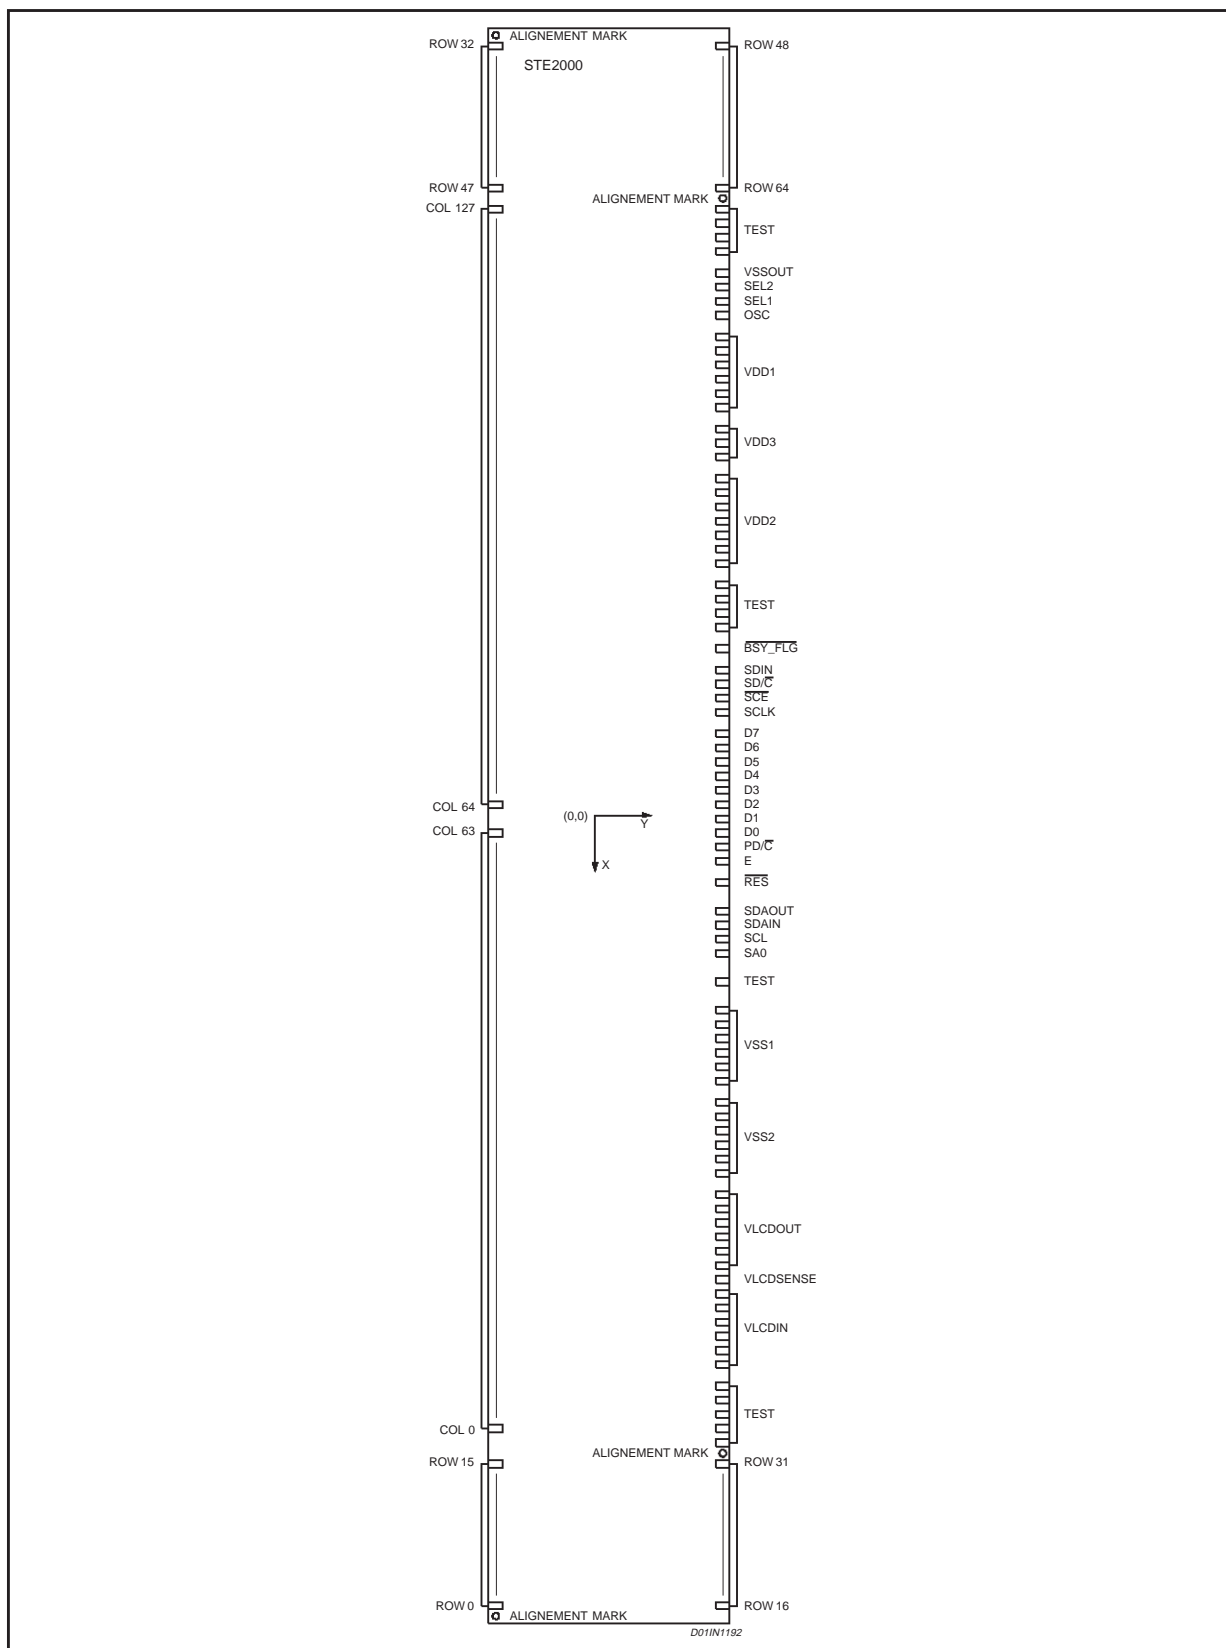 ALIGNEMENT MARK
ROW 32
ROW 48
STE2000
ROW 47
ROW 64
ALIGNEMENT MARK
COL 127
TEST
VSSOUT
SEL2
SEL1
OSC
VDD1
VDD3
VDD2
TEST
BSY_FLG
SDIN
SD/C
SCE
SCLK
D7
D6
D5
D4
D3
COL 64
D2
(0,0)
Y
D1
COL 63
D0
PD/C
E
X
RES
SDAOUT
SDAIN
SCL
SA0
TEST
VSS1
VSS2
VLCDOUT
VLCDSENSE
VLCDIN
TEST
COL 0
ALIGNEMENT MARK
ROW 15
ROW 31
ROW 0
ROW 16
ALIGNEMENT MARK
D01IN1192